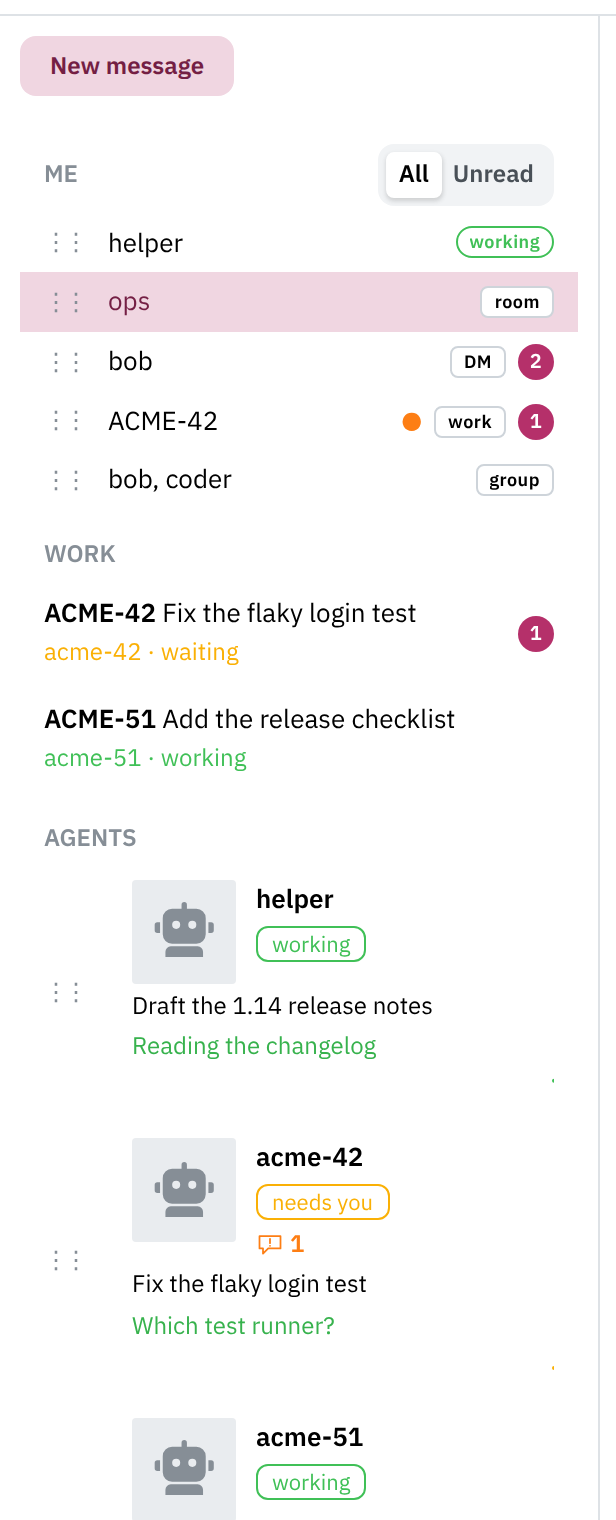 New message
ME
All Unread
helper working
ops room
bob DM 2
ACME-42 work 1
bob, coder group
WORK
ACME-42 Fix the flaky login test
acme-42 · waiting
1
ACME-51 Add the release checklist
acme-51 · working
AGENTS
helper
working
Draft the 1.14 release notes
Reading the changelog
acme-42
needs you
1
Fix the flaky login test
Which test runner?
acme-51
working